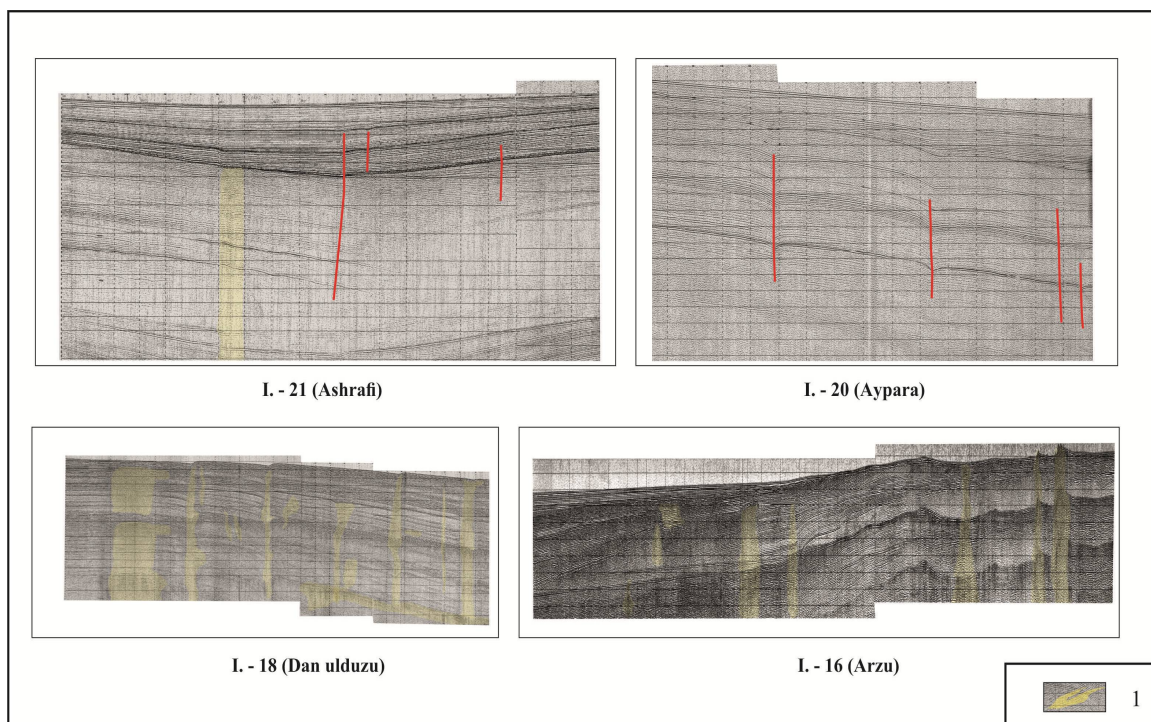 I. - 21 (Ashrafi)
I. - 20 (Aypara)
I. - 18 (Dan ulduzu)
I. - 16 (Arzu)
1